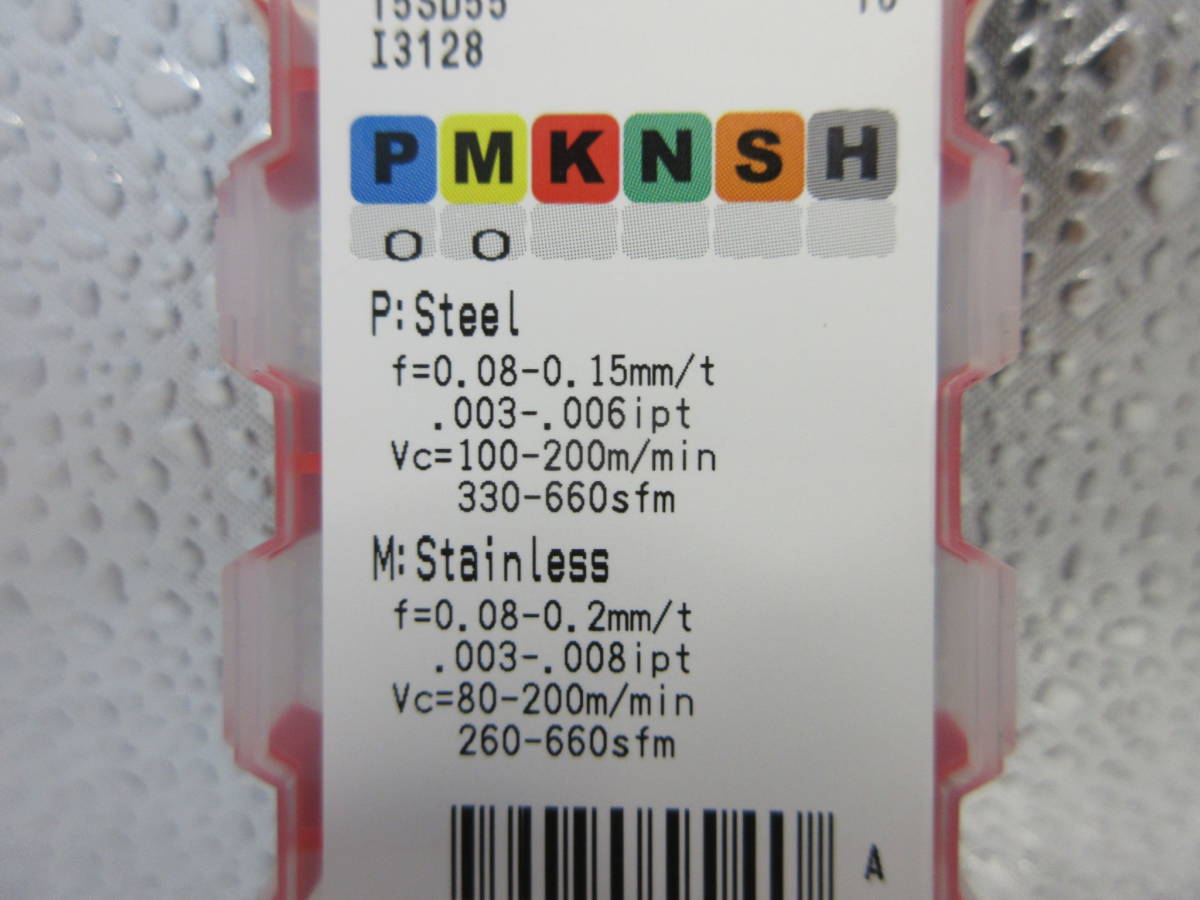 I3128
P M K N S H
O O
P:Steel
f=0.08-0.15mm/t
.003-.006ipt
Vc=100-200m/min
330-660sfm
M:Stainless
f=0.08-0.2mm/t
.003-.008ipt
Vc=80-200m/min
260-660sfm
A